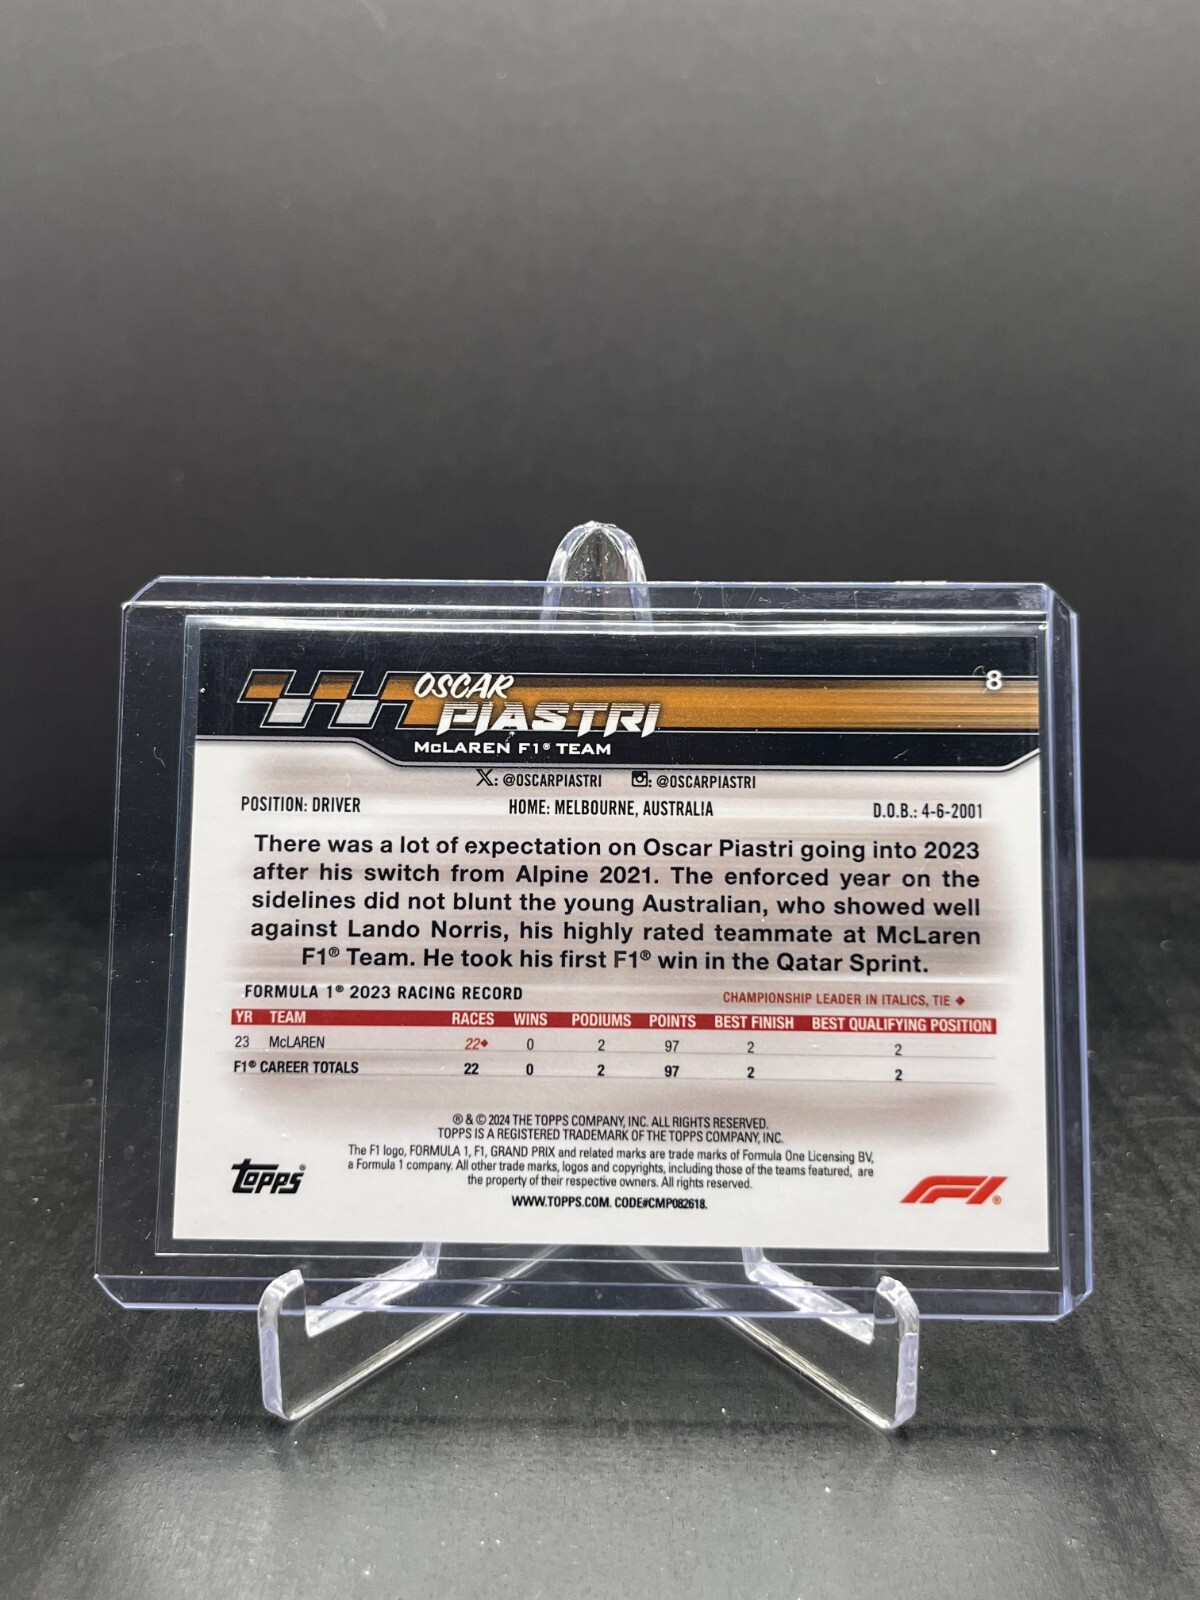 8
OSCAR
PIASTRI
McLAREN F1® TEAM
X: @OSCARPIASTRI : @OSCARPIASTRI
POSITION: DRIVER HOME: MELBOURNE, AUSTRALIA D.O.B.: 4-6-2001
There was a lot of expectation on Oscar Piastri going into 2023
after his switch from Alpine 2021. The enforced year on the
sidelines did not blunt the young Australian, who showed well
against Lando Norris, his highly rated teammate at McLaren
F1® Team. He took his first F1® win in the Qatar Sprint.
FORMULA 1® 2023 RACING RECORD CHAMPIONSHIP LEADER IN ITALICS, TIE ◆
YR TEAM RACES WINS PODIUMS POINTS BEST FINISH BEST QUALIFYING POSITION
23 McLAREN 22◆ 0 2 97 2 2
F1® CAREER TOTALS 22 0 2 97 2 2
® & © 2024 THE TOPPS COMPANY, INC. ALL RIGHTS RESERVED.
TOPPS IS A REGISTERED TRADEMARK OF THE TOPPS COMPANY, INC.
The F1 logo, FORMULA 1, F1, GRAND PRIX and related marks are trade marks of Formula One Licensing BV,
a Formula 1 company. All other trade marks, logos and copyrights, including those of the teams featured, are
the property of their respective owners. All rights reserved.
WWW.TOPPS.COM. CODE#CMP082618.
topps®
F1®